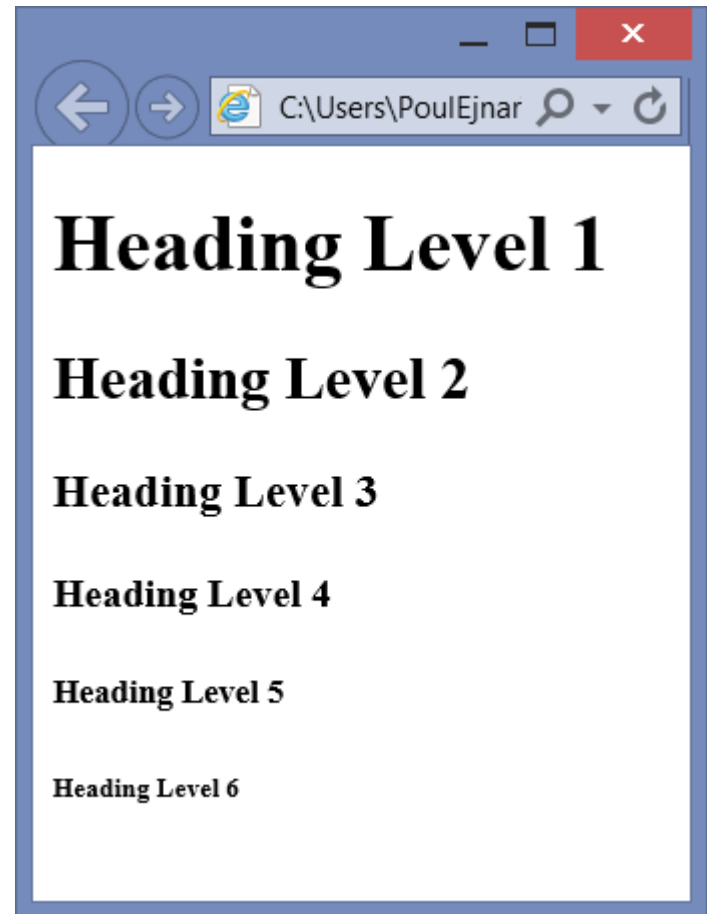 C:\Users\PoulEjnar
Heading Level 1
Heading Level 2
Heading Level 3
Heading Level 4
Heading Level 5
Heading Level 6